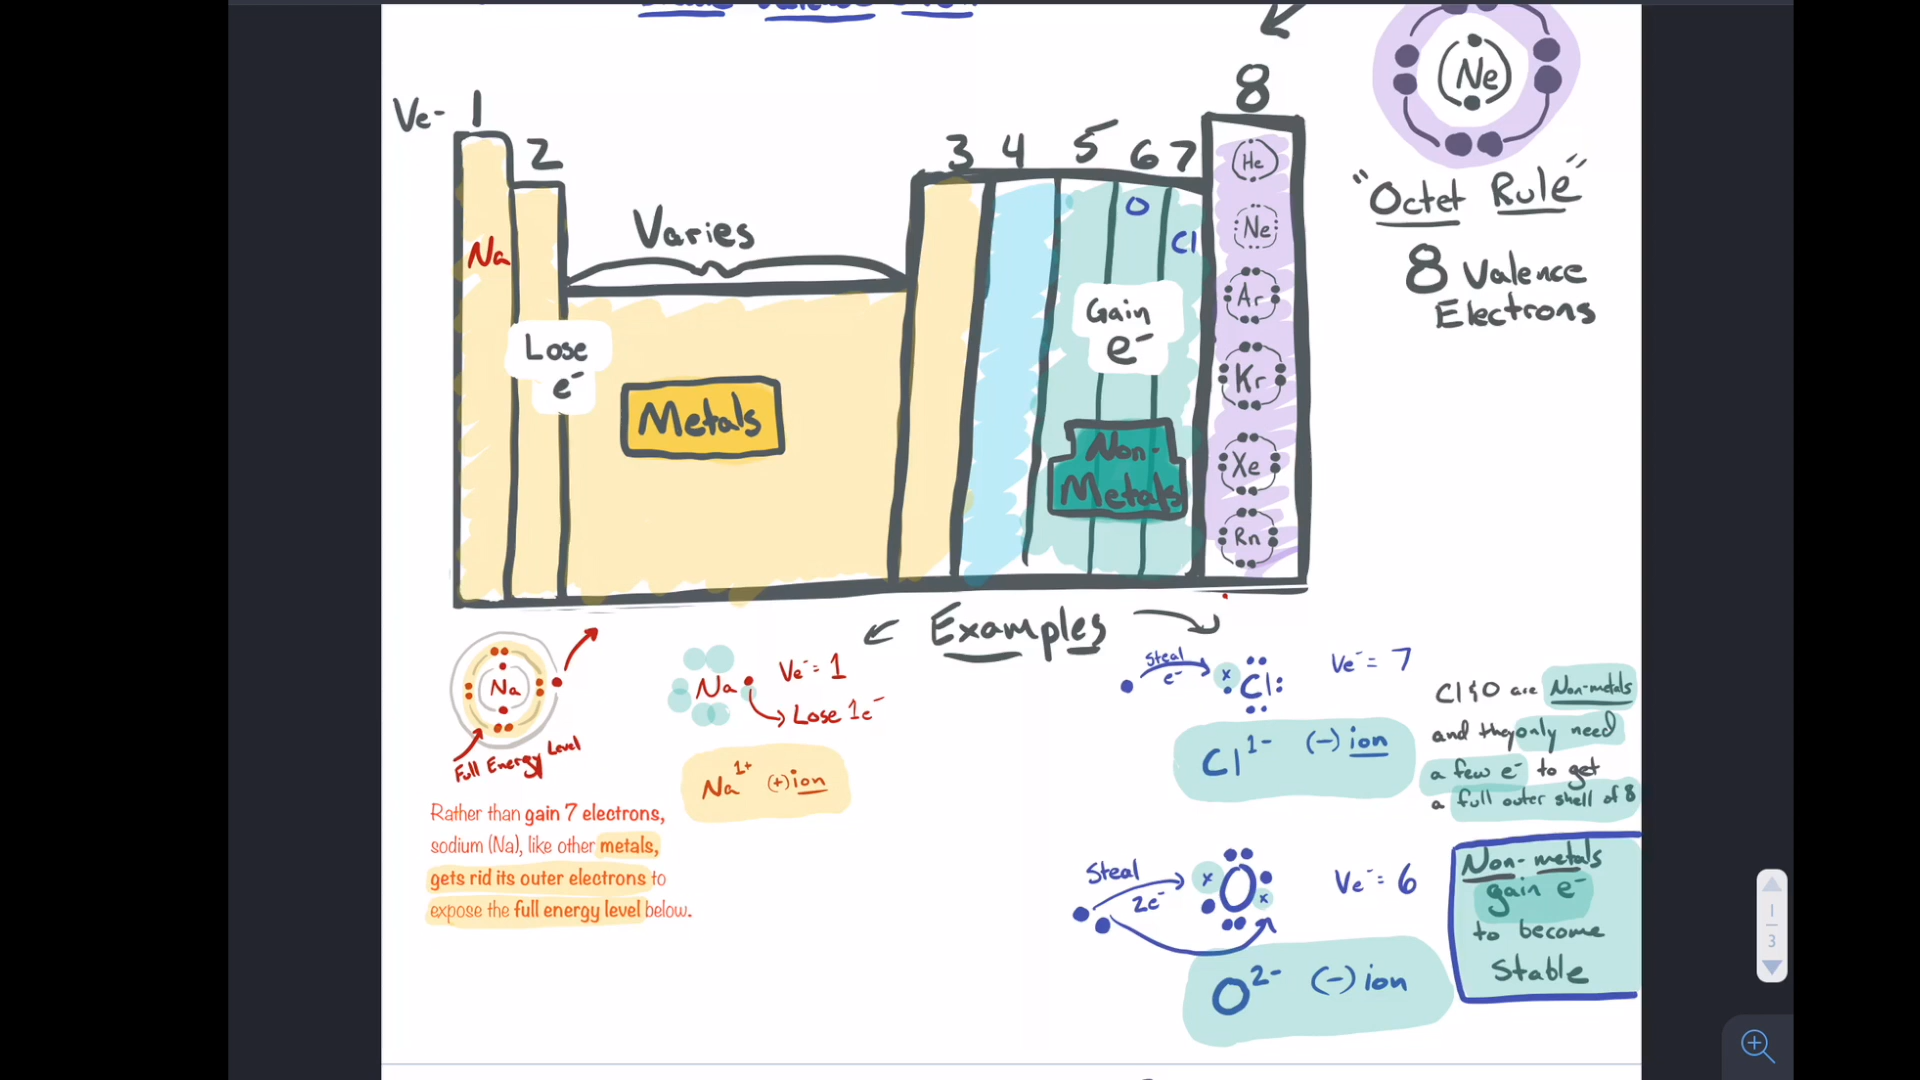 Ve- 1
2
Varies
3 4 5 6 7
8
Na
O
Cl
Lose
e-
Metals
Gain
e-
Non-
Metals
He
Ne
Ar
Kr
Xe
Rn
Ne
"Octet Rule"
8 Valence
Electrons
Examples
Na
Full Energy Level
Na
Ve-= 1
Lose 1e-
Na1+ (+) ion
Rather than gain 7 electrons,
sodium (Na), like other metals,
gets rid its outer electrons to
expose the full energy level below.
Steal
e-
x
Cl
Ve-= 7
Cl1- (-) ion
Cl & O are Non-metals
and they only need
a few e- to get
a full outer shell of 8
Steal
2e-
x
O
x
Ve-= 6
O2- (-) ion
Non-metals
gain e-
to become
Stable
1
3